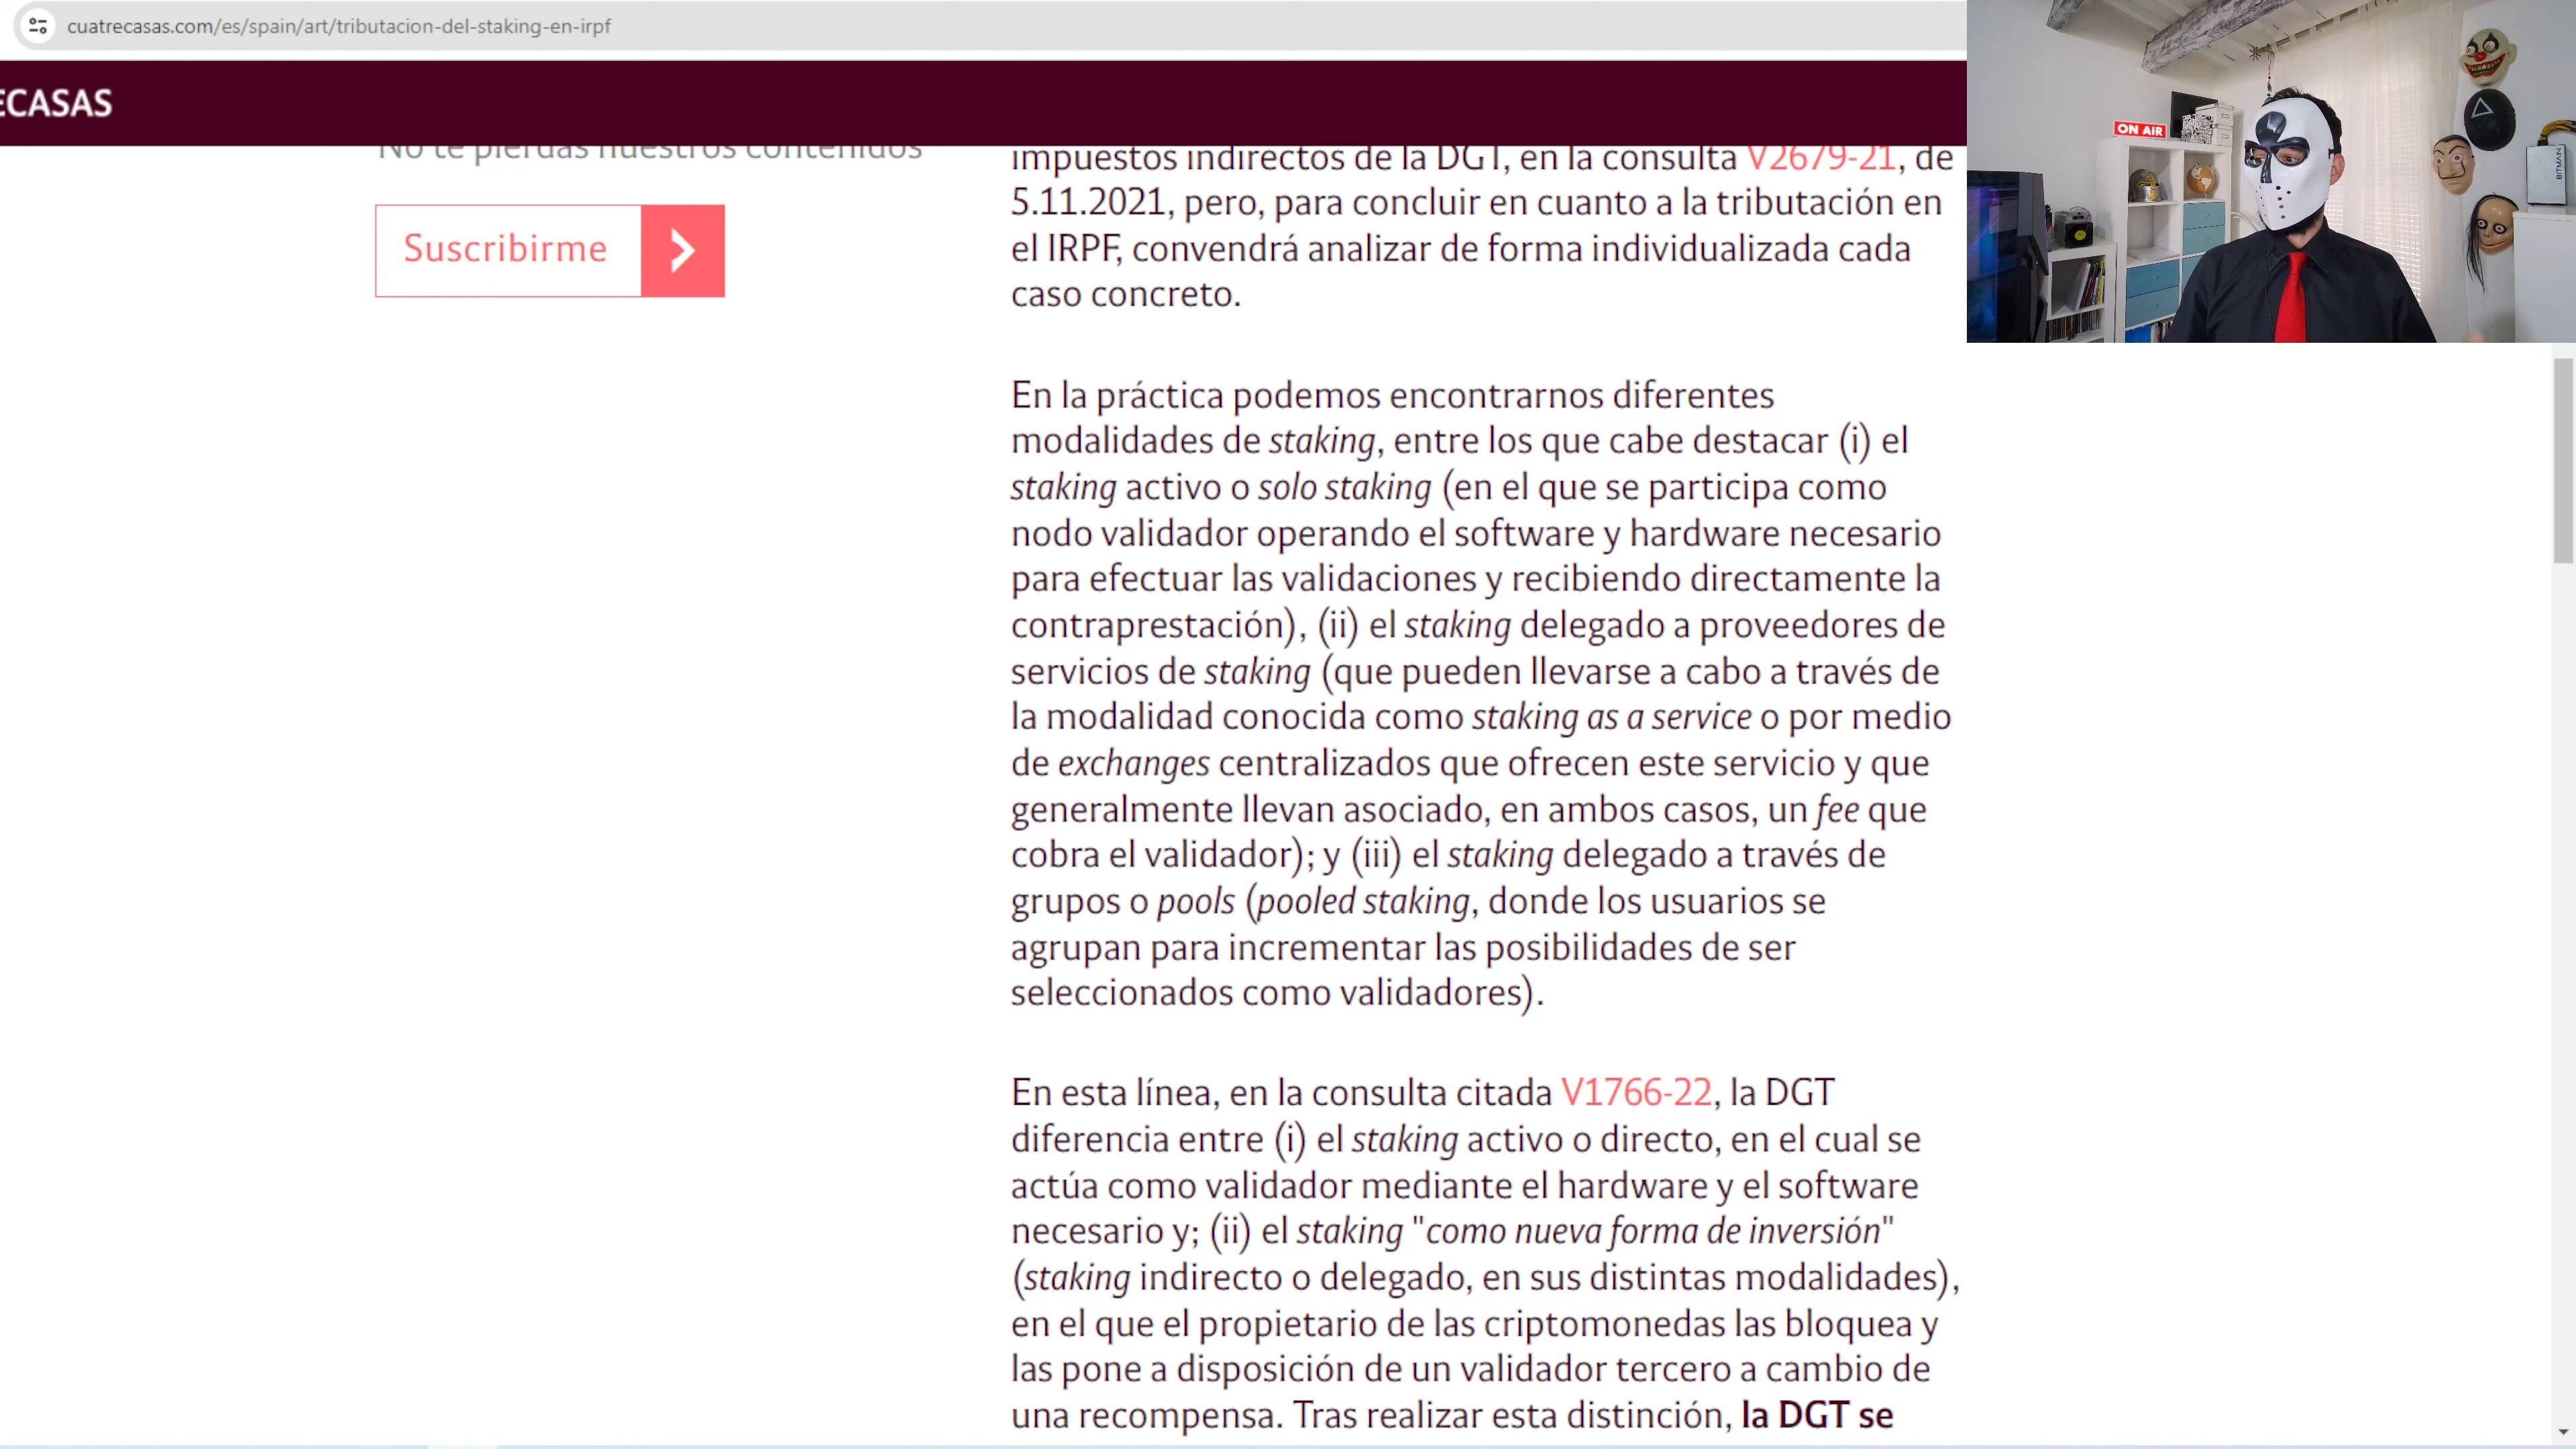 cuatrecasas.com/es/spain/art/tributacion-del-staking-en-irpf
ECASAS
No te pierdas nuestros contenidos
Suscribirme
impuestos indirectos de la DGT, en la consulta V2679-21, de
5.11.2021, pero, para concluir en cuanto a la tributación en
el IRPF, convendrá analizar de forma individualizada cada
caso concreto.
En la práctica podemos encontrarnos diferentes
modalidades de staking, entre los que cabe destacar (i) el
staking activo o solo staking (en el que se participa como
nodo validador operando el software y hardware necesario
para efectuar las validaciones y recibiendo directamente la
contraprestación), (ii) el staking delegado a proveedores de
servicios de staking (que pueden llevarse a cabo a través de
la modalidad conocida como staking as a service o por medio
de exchanges centralizados que ofrecen este servicio y que
generalmente llevan asociado, en ambos casos, un fee que
cobra el validador); y (iii) el staking delegado a través de
grupos o pools (pooled staking, donde los usuarios se
agrupan para incrementar las posibilidades de ser
seleccionados como validadores).
En esta línea, en la consulta citada V1766-22, la DGT
diferencia entre (i) el staking activo o directo, en el cual se
actúa como validador mediante el hardware y el software
necesario y; (ii) el staking "como nueva forma de inversión"
(staking indirecto o delegado, en sus distintas modalidades),
en el que el propietario de las criptomonedas las bloquea y
las pone a disposición de un validador tercero a cambio de
una recompensa. Tras realizar esta distinción, la DGT se
ON AIR
BITMAIN